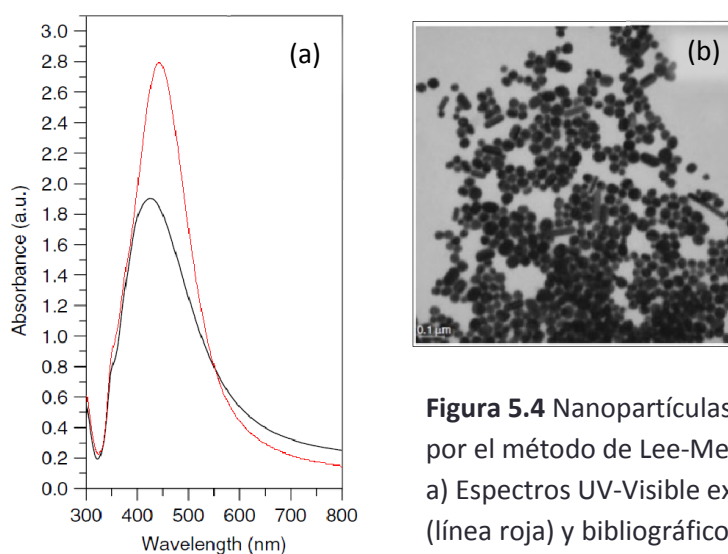 (a)
3.0
2.8
2.6
2.4
2.2
2.0
1.8
1.6
1.4
1.2
1.0
0.8
0.6
0.4
0.2
0.0
Absorbance (a.u.)
300 400 500 600 700 800
Wavelength (nm)
(b)
0.1 µm
Figura 5.4 Nanopartículas
por el método de Lee-Me
a) Espectros UV-Visible ex
(línea roja) y bibliográfico